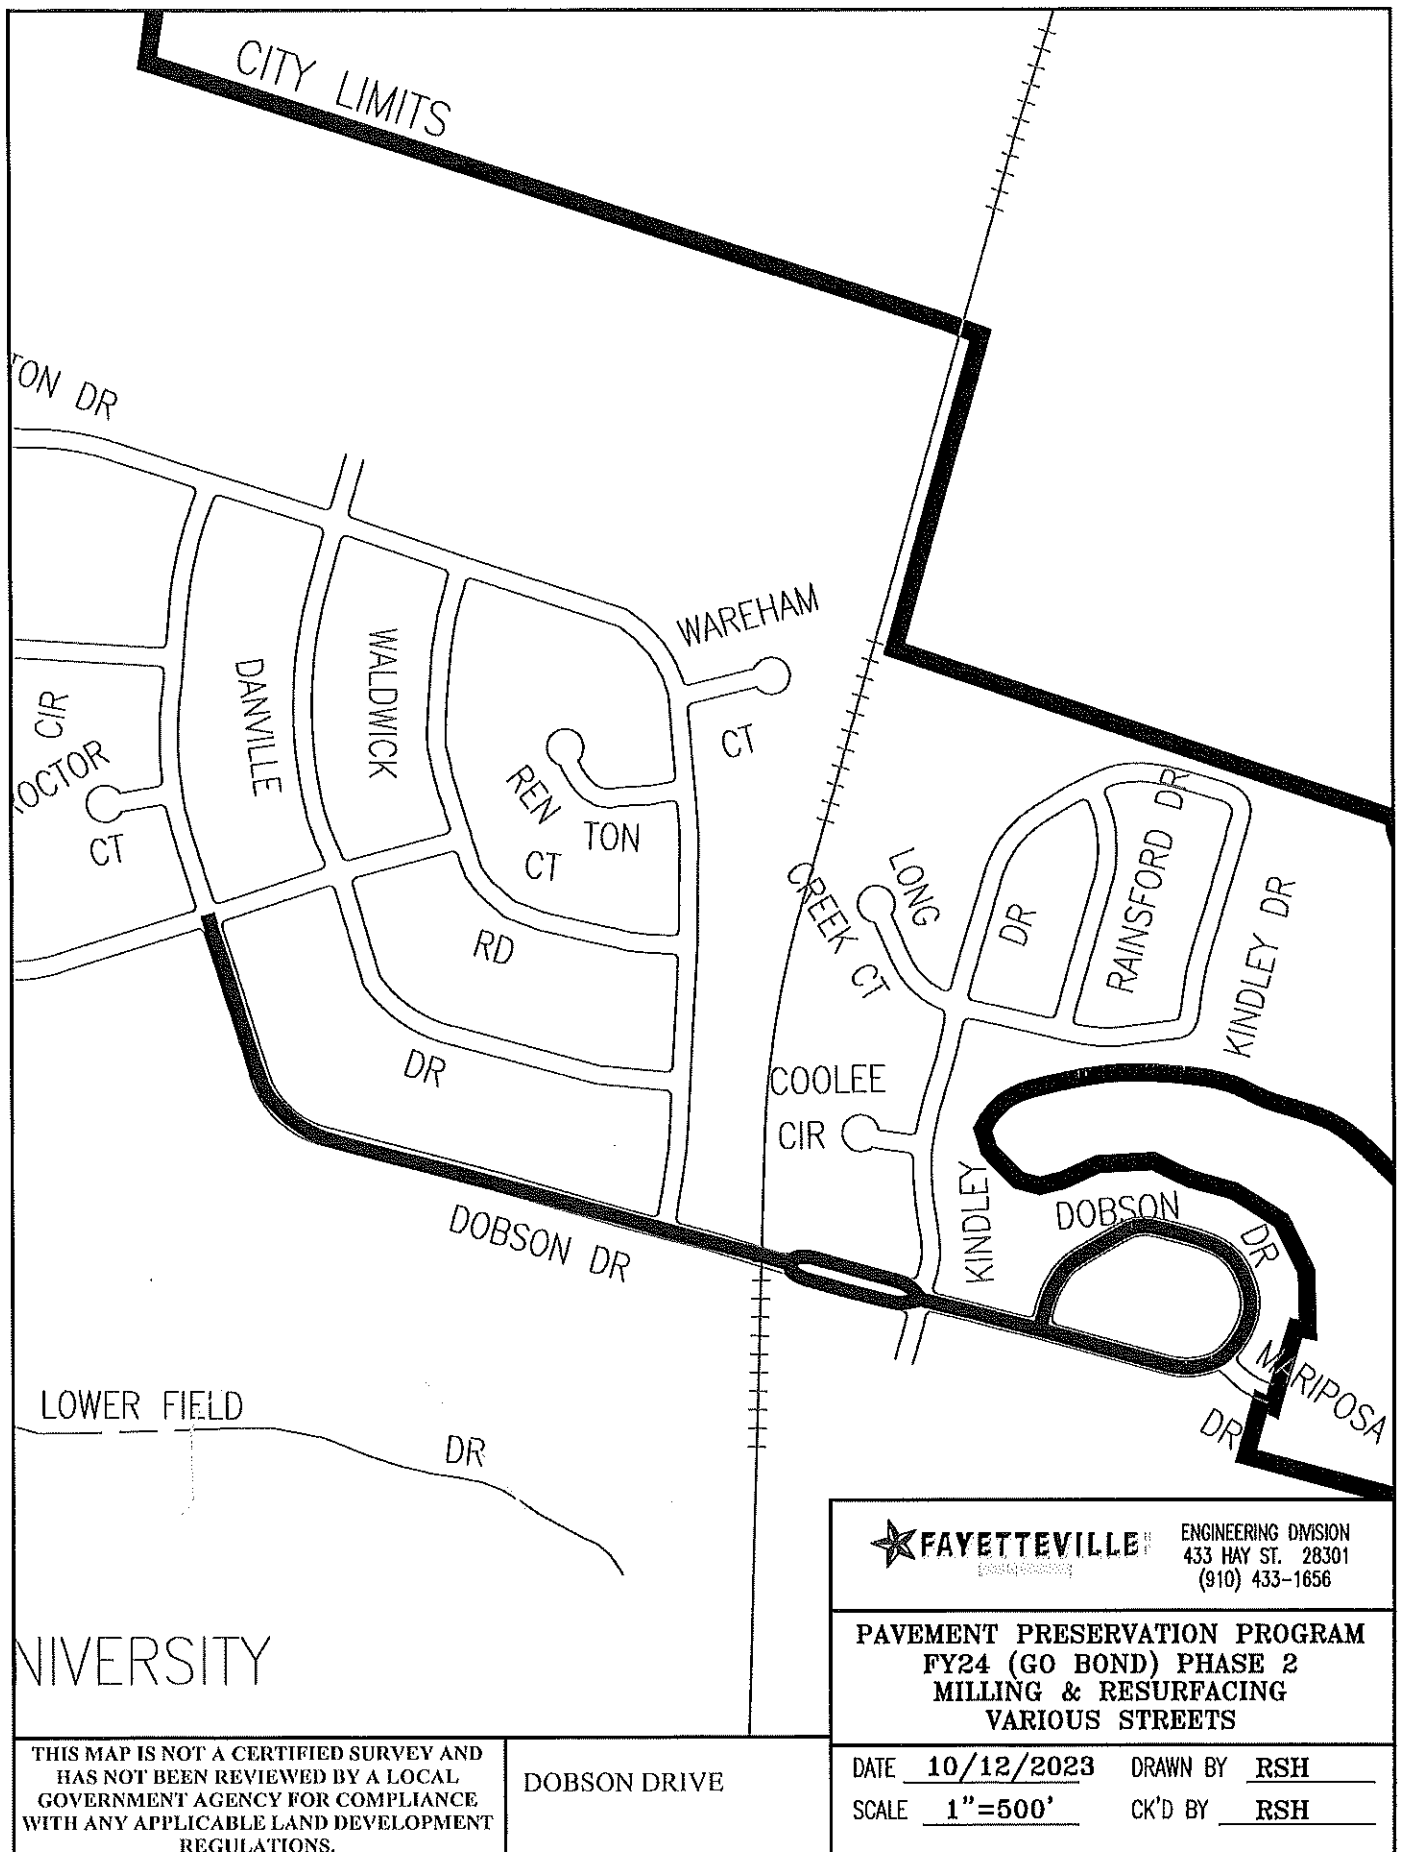 CITY LIMITS
TON DR
WAREHAM
CT
WALDWICK
DANVILLE
CIR
ROCTOR
CT
REN
TON
CT
RD
DR
LONG
CREEK CT
DR
RAINSFORD DR
KINDLEY DR
COOLEE
CIR
KINDLEY
DOBSON
DR
DOBSON DR
MARIPOSA
DR
LOWER FIELD
DR
NIVERSITY
FAYETTEVILLE
ENGINEERING DIVISION
433 HAY ST. 28301
(910) 433-1656
PAVEMENT PRESERVATION PROGRAM
FY24 (GO BOND) PHASE 2
MILLING & RESURFACING
VARIOUS STREETS
THIS MAP IS NOT A CERTIFIED SURVEY AND
HAS NOT BEEN REVIEWED BY A LOCAL
GOVERNMENT AGENCY FOR COMPLIANCE
WITH ANY APPLICABLE LAND DEVELOPMENT
REGULATIONS.
DOBSON DRIVE
DATE 10/12/2023 DRAWN BY RSH
SCALE 1"=500' CK'D BY RSH